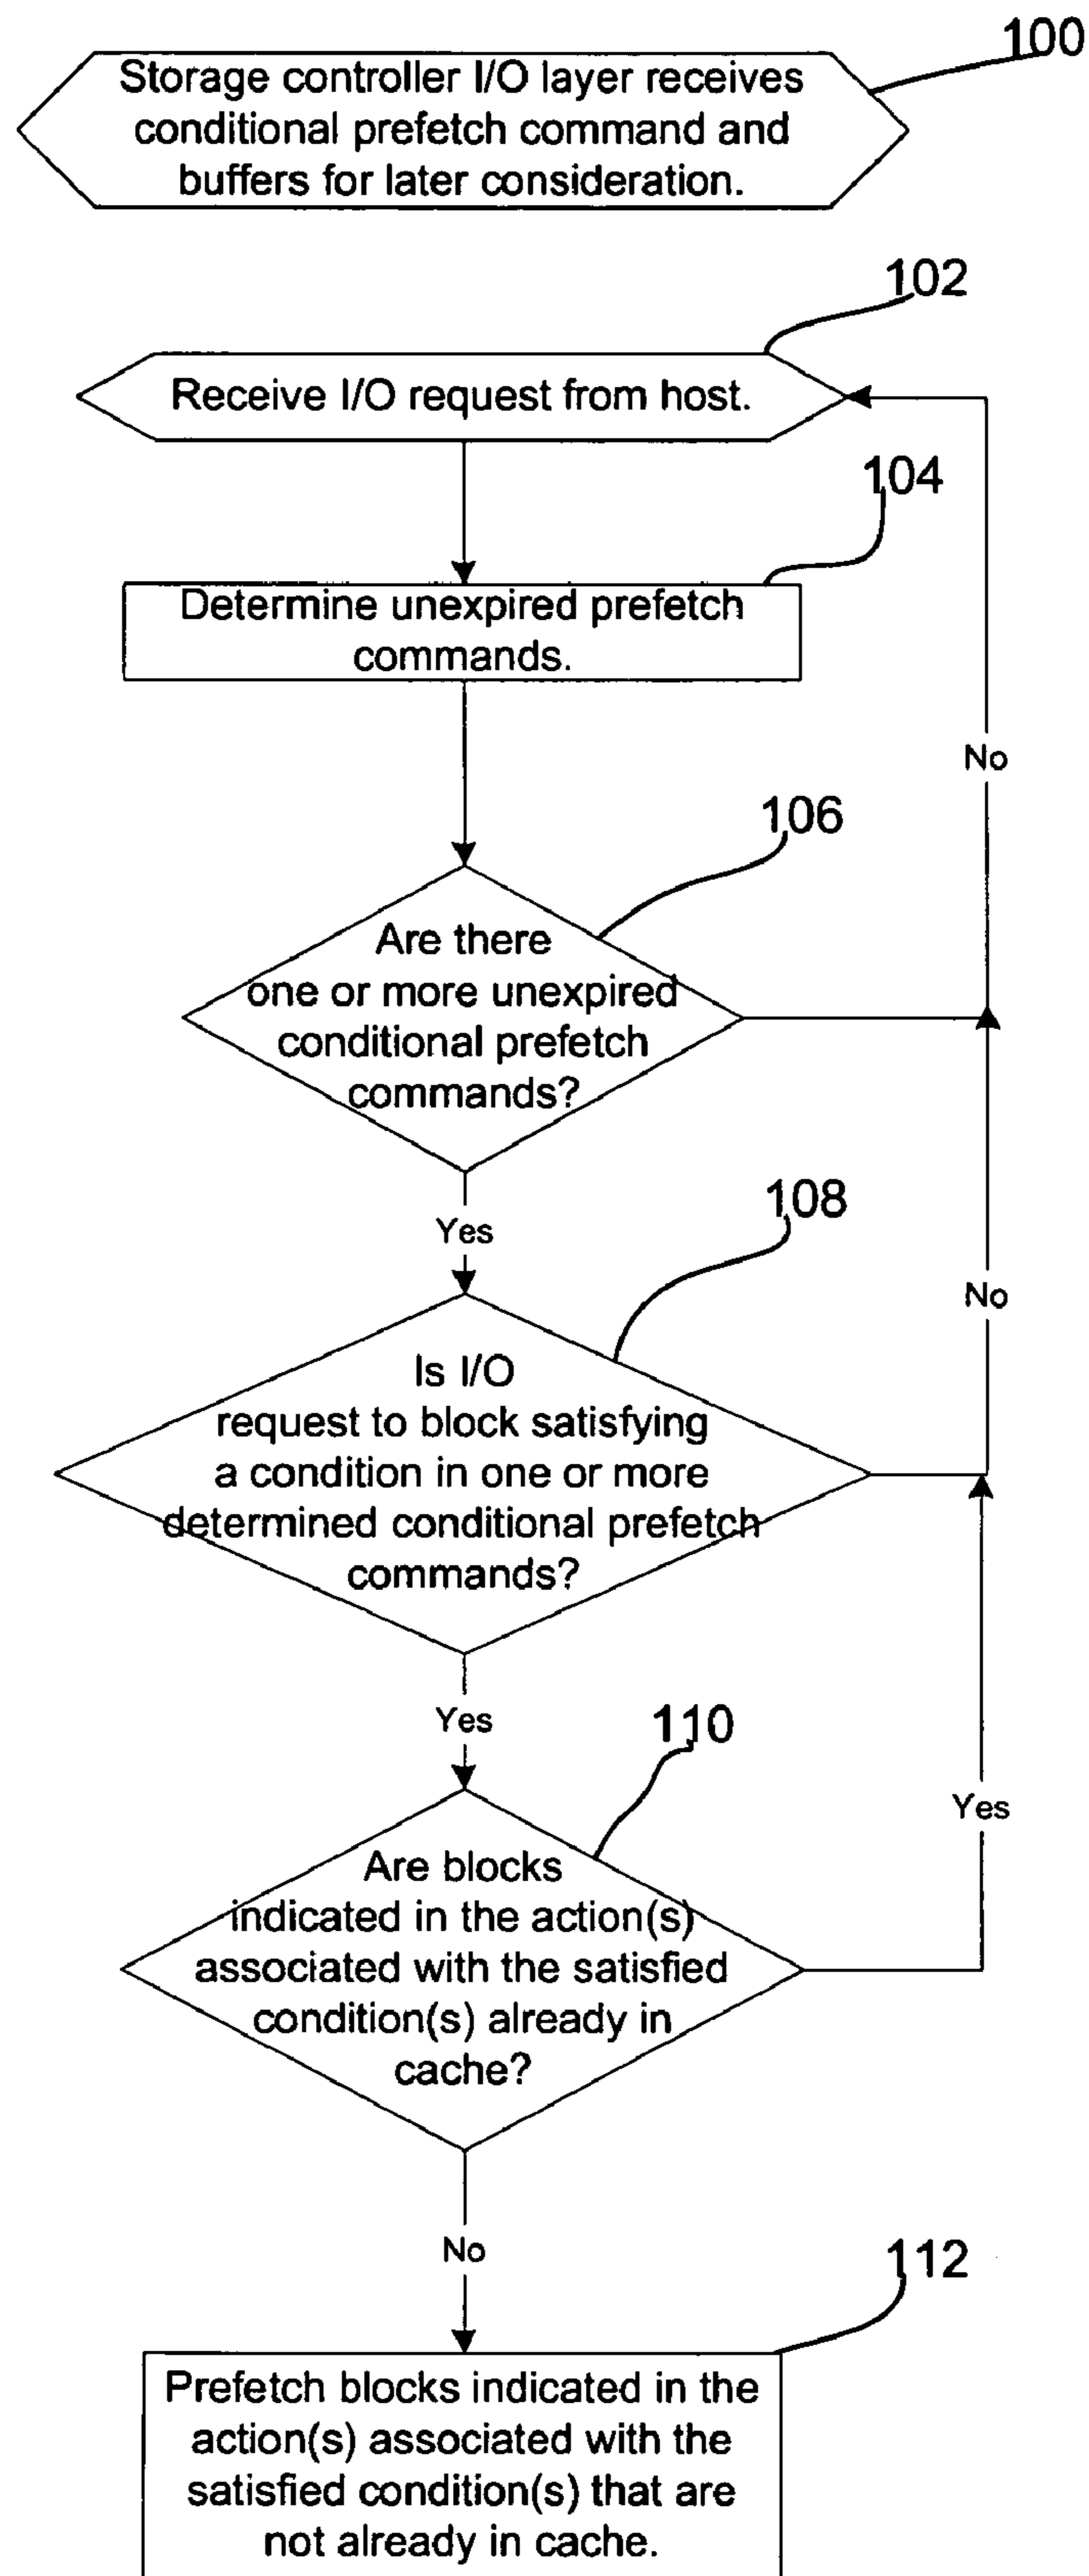 100
Storage controller I/O layer receives
conditional prefetch command and
buffers for later consideration.
102
Receive I/O request from host.
104
Determine unexpired prefetch
commands.
No
106
Are there
one or more unexpired
conditional prefetch
commands?
Yes
108
No
Is I/O
request to block satisfying
a condition in one or more
determined conditional prefetch
commands?
Yes
110
Yes
Are blocks
indicated in the action(s)
associated with the satisfied
condition(s) already in
cache?
No
112
Prefetch blocks indicated in the
action(s) associated with the
satisfied condition(s) that are
not already in cache.